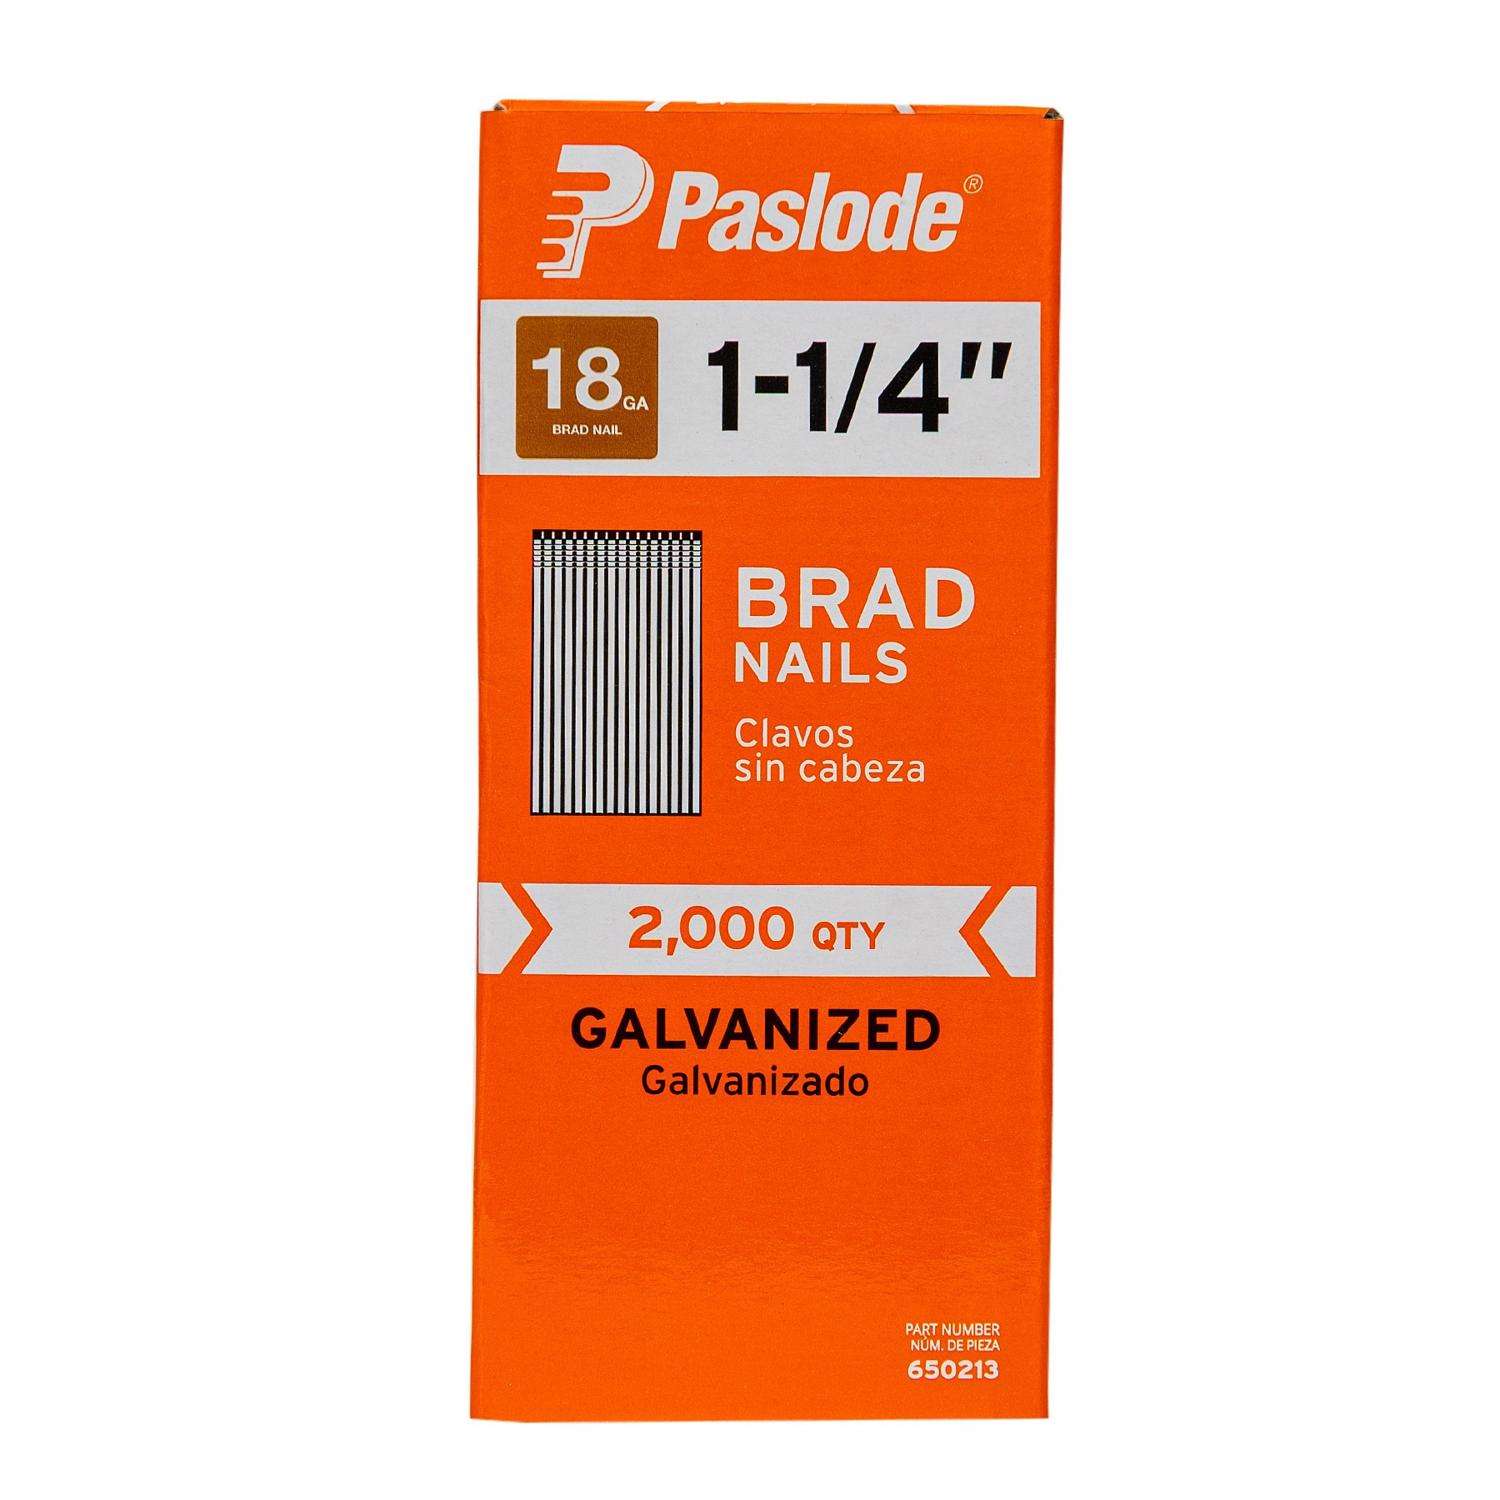 Paslode®
18 GA
BRAD NAIL
1-1/4"
BRAD
NAILS
Clavos
sin cabeza
2,000 QTY
GALVANIZED
Galvanizado
PART NUMBER
NÚM. DE PIEZA
650213